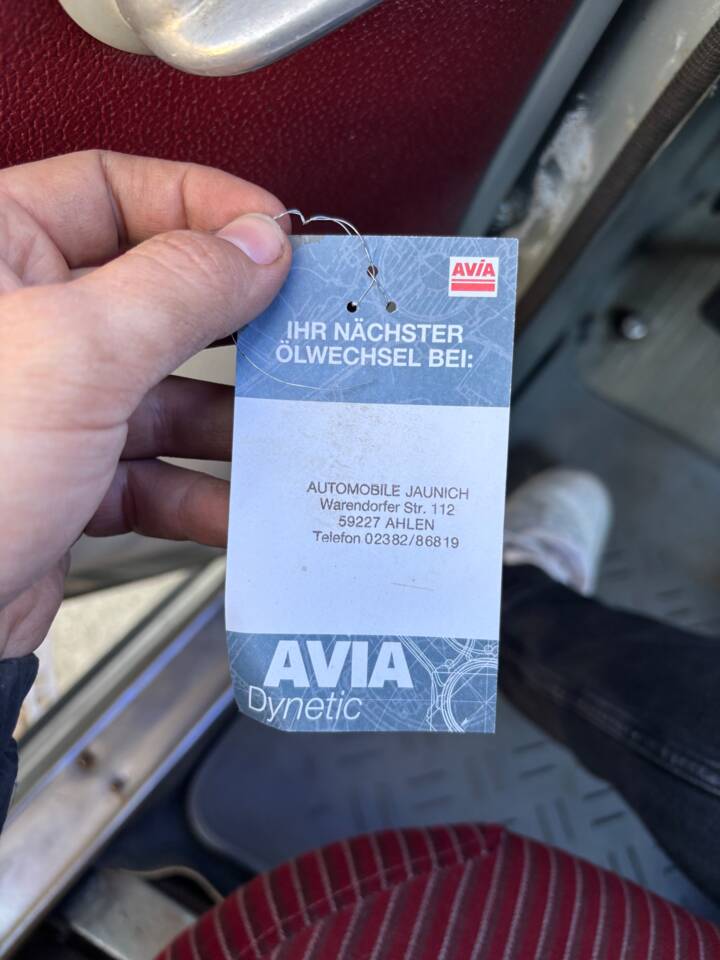 AVIA
IHR NÄCHSTER
ÖLWECHSEL BEI:
AUTOMOBILE JAUNICH
Warendorfer Str. 112
59227 AHLEN
Telefon 02382/86819
AVIA
Dynetic